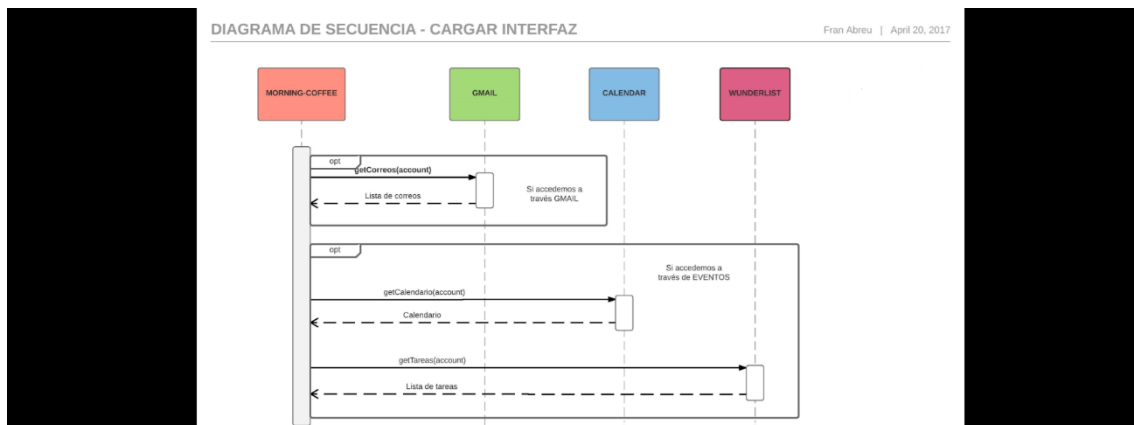 DIAGRAMA DE SECUENCIA - CARGAR INTERFAZ
Fran Abreu | April 20, 2017
MORNING-COFFEE
GMAIL
CALENDAR
WUNDERLIST
opt
getCorreos(account)
Si accedemos a
través GMAIL
Lista de correos
opt
Si accedemos a
través de EVENTOS
getCalendario(account)
Calendario
getTareas(account)
Lista de tareas